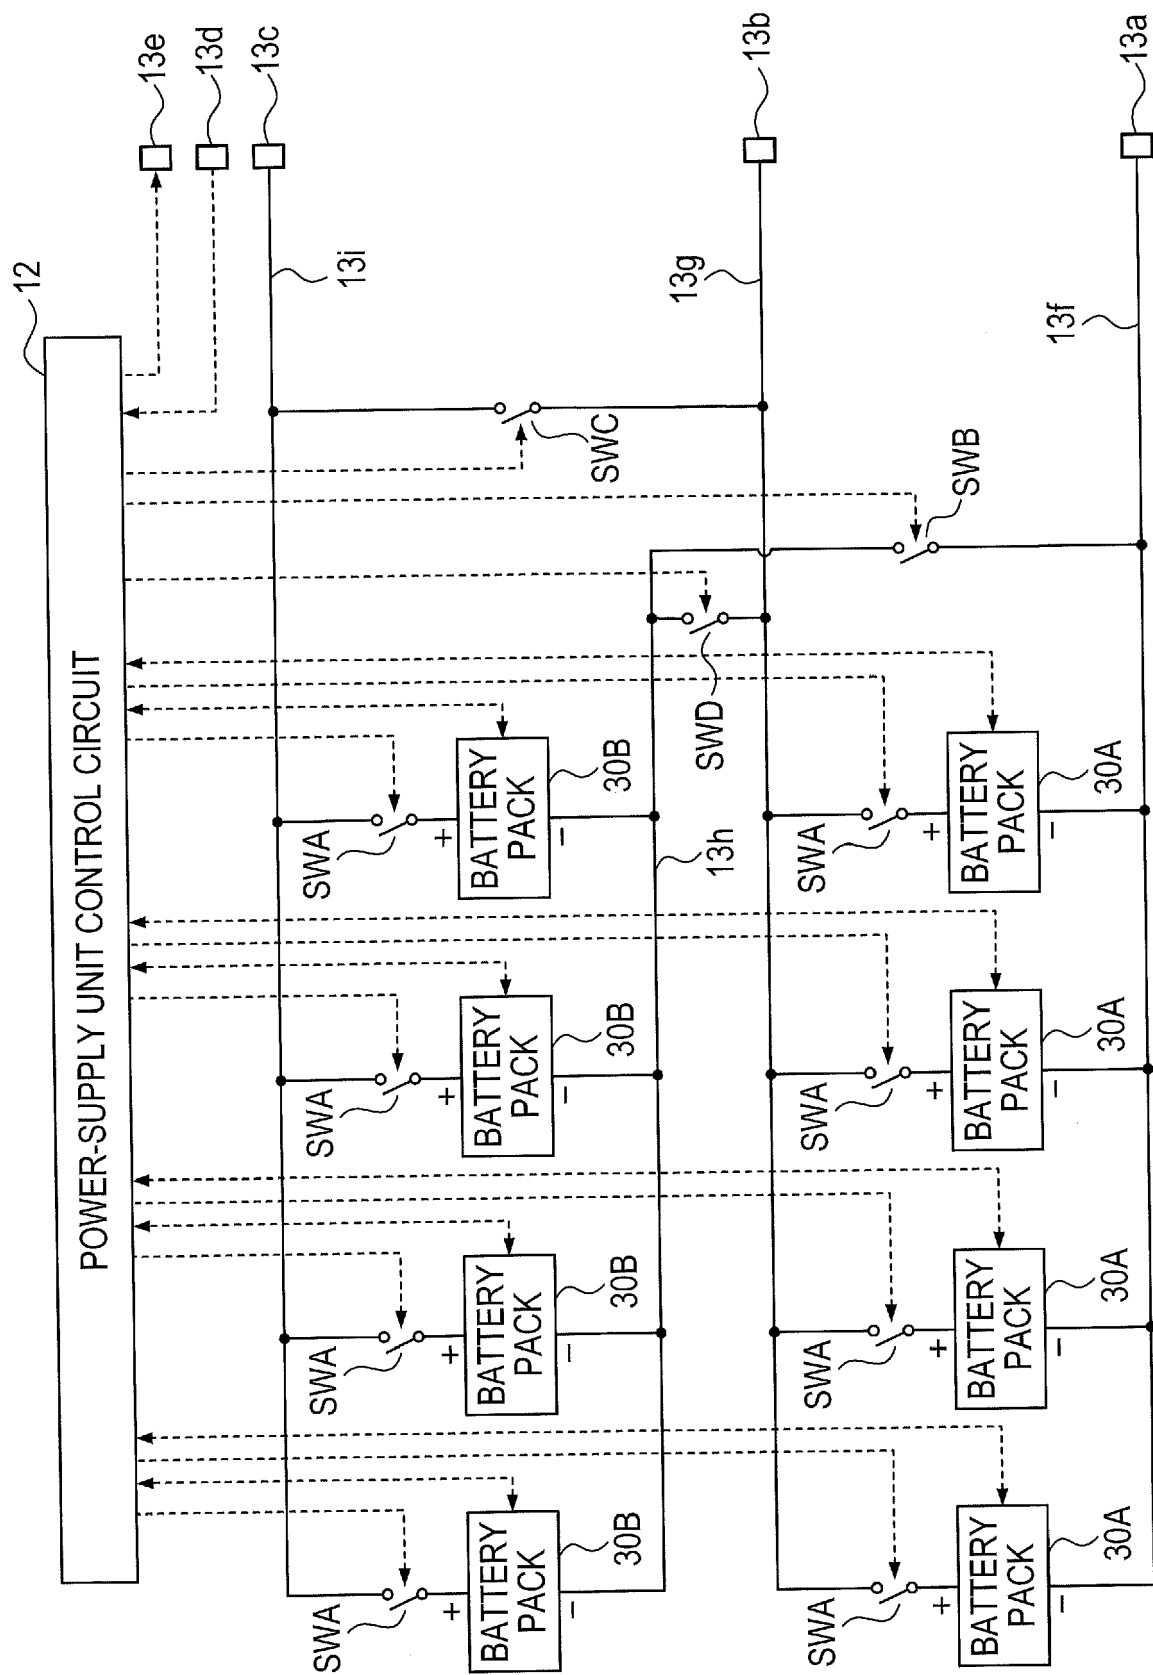 POWER-SUPPLY UNIT CONTROL CIRCUIT
12
13e
13d
13c
13i
SWC
13b
13g
SWB
13a
13f
SWD
13h
SWA
+
BATTERY
PACK
−
30B
SWA
+
BATTERY
PACK
−
30B
SWA
+
BATTERY
PACK
−
30B
SWA
+
BATTERY
PACK
−
30B
SWA
+
BATTERY
PACK
−
30A
SWA
+
BATTERY
PACK
−
30A
SWA
+
BATTERY
PACK
−
30A
SWA
+
BATTERY
PACK
−
30A